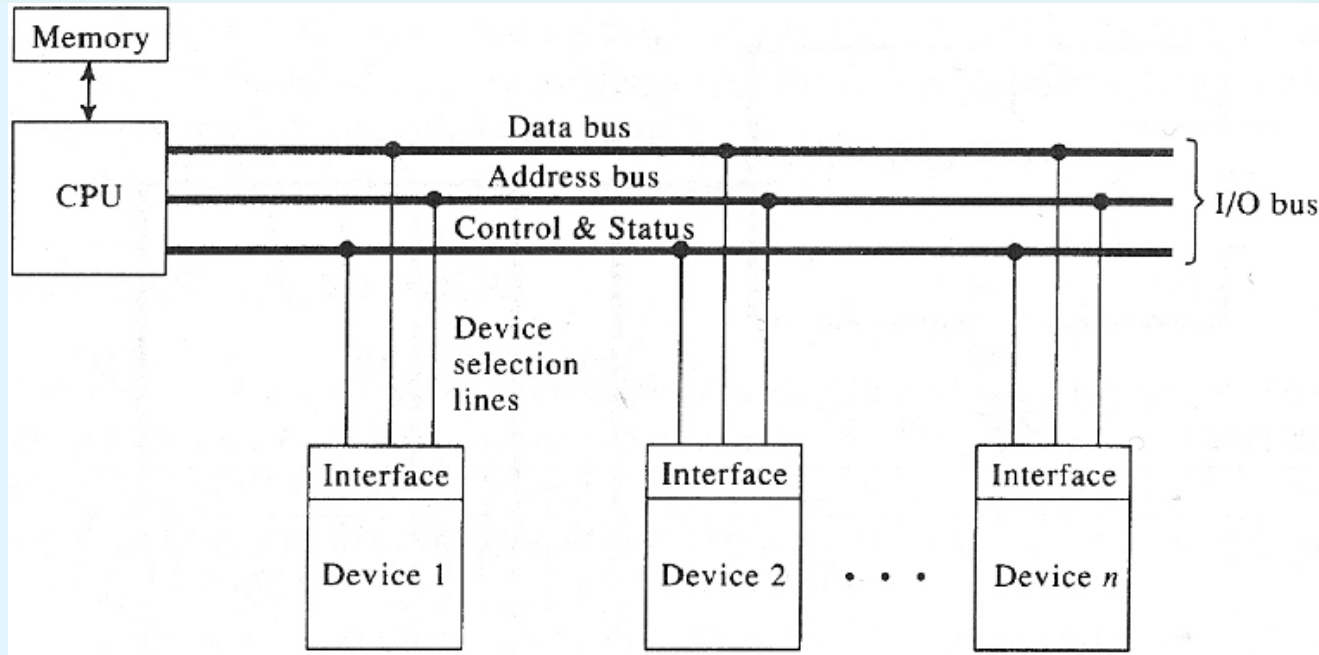 Memory
CPU
Data bus
Address bus
Control & Status
I/O bus
Device
selection
lines
Interface
Device 1
Interface
Device 2
. . .
Interface
Device n